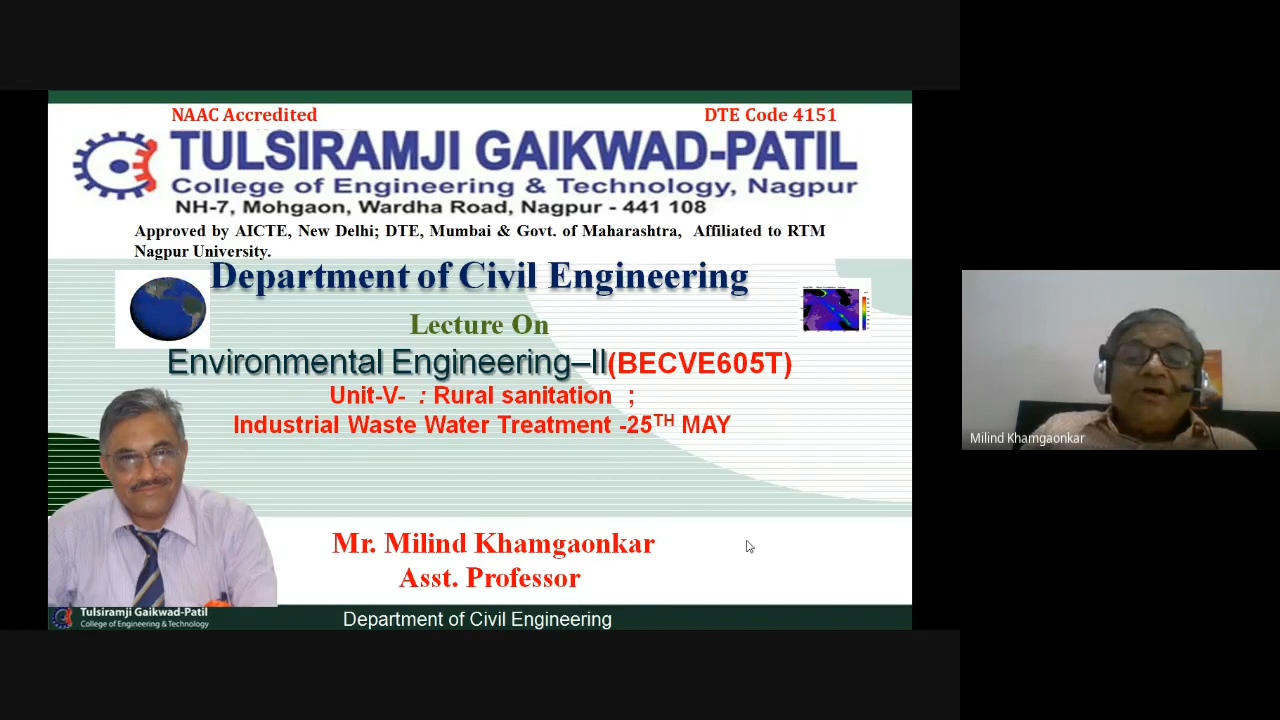 NAAC Accredited
DTE Code 4151
TULSIRAMJI GAIKWAD-PATIL
College of Engineering & Technology, Nagpur
NH-7, Mohgaon, Wardha Road, Nagpur - 441 108
Approved by AICTE, New Delhi; DTE, Mumbai & Govt. of Maharashtra, Affiliated to RTM
Nagpur University.
Department of Civil Engineering
Lecture On
Environmental Engineering–II(BECVE605T)
Unit-V- : Rural sanitation ;
Industrial Waste Water Treatment -25TH MAY
Mr. Milind Khamgaonkar
Asst. Professor
Tulsiramji Gaikwad-Patil
College of Engineering & Technology
Department of Civil Engineering
Milind Khamgaonkar